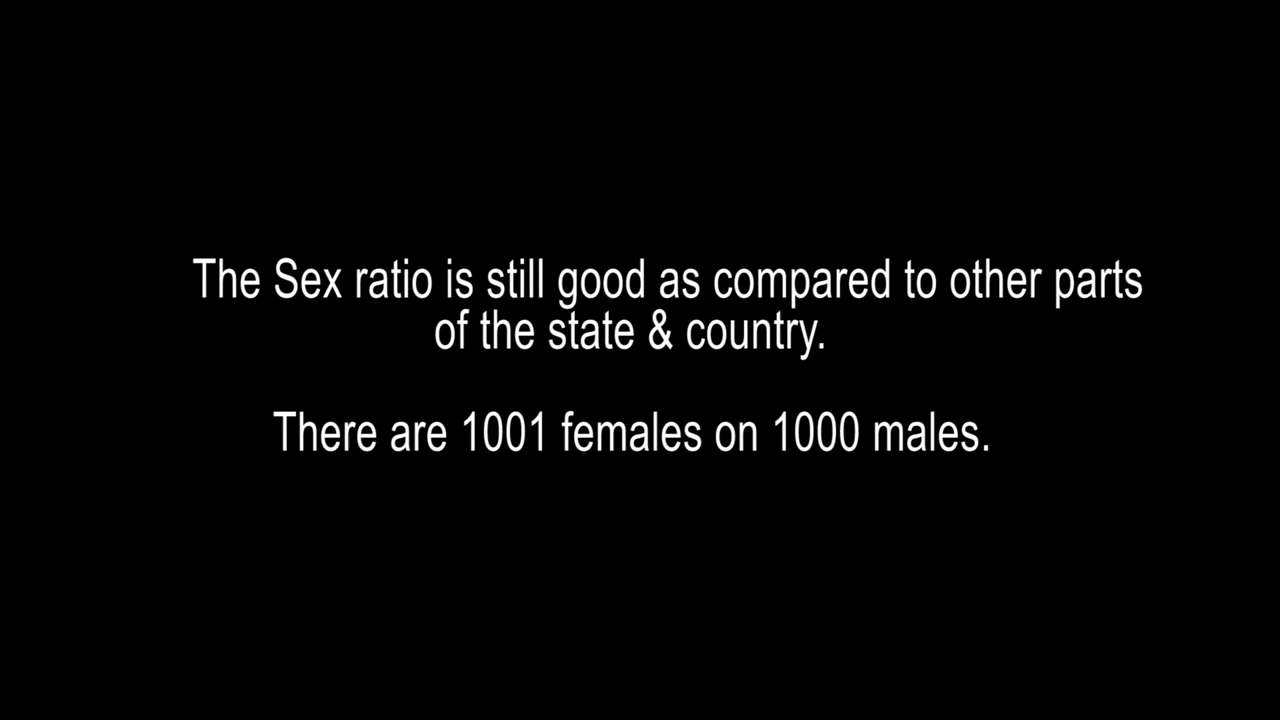 The Sex ratio is still good as compared to other parts
of the state & country.
There are 1001 females on 1000 males.